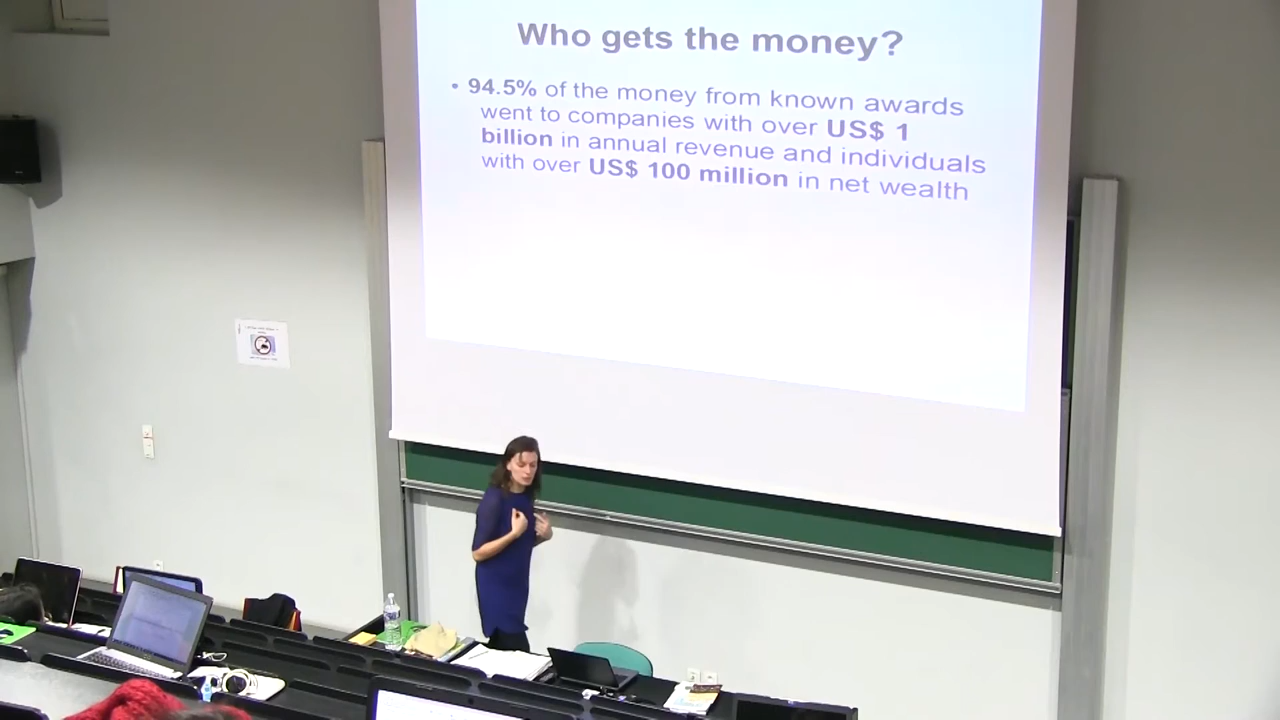 Who gets the money?
• 94.5% of the money from known awards
went to companies with over US$ 1
billion in annual revenue and individuals
with over US$ 100 million in net wealth